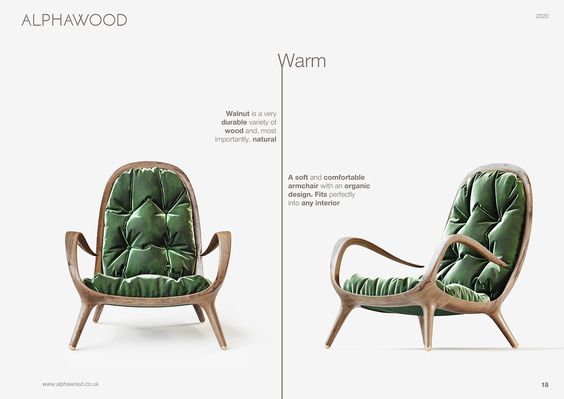 ALPHAWOOD
2020
Warm
Walnut is a very
durable variety of
wood and, most
importantly, natural
A soft and comfortable
armchair with an organic
design. Fits perfectly
into any interior
www.alphawood.co.uk
18